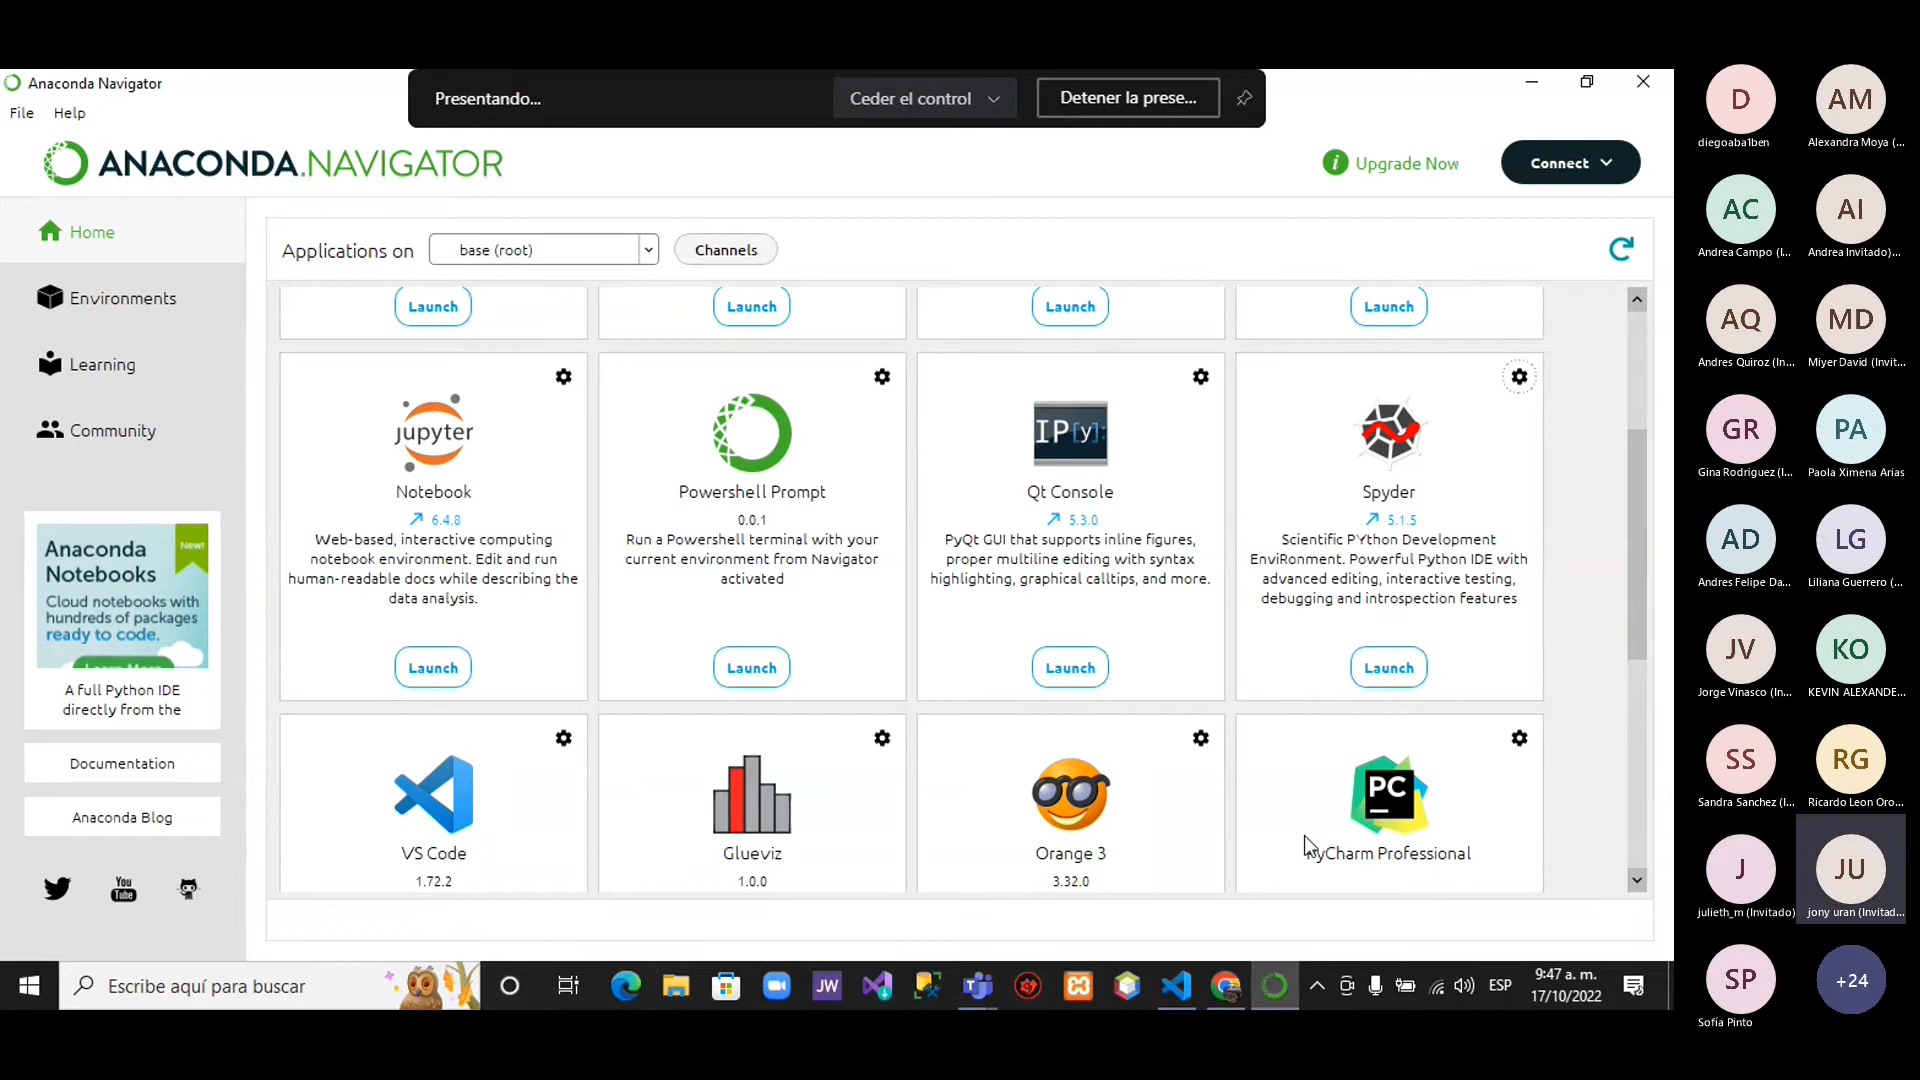 Anaconda Navigator
Presentando...
Ceder el control
Detener la prese...
File Help
ANACONDA.NAVIGATOR
Upgrade Now
Connect
Home
Environments
Learning
Community
Applications on
base (root)
Channels
Launch
Launch
Launch
Launch
jupyter
Notebook
6.4.8
Web-based, interactive computing
notebook environment. Edit and run
human-readable docs while describing the
data analysis.
Launch
Powershell Prompt
0.0.1
Run a Powershell terminal with your
current environment from Navigator
activated
Launch
IP[y]:
Qt Console
5.3.0
PyQt GUI that supports inline figures,
proper multiline editing with syntax
highlighting, graphical calltips, and more.
Launch
Spyder
5.1.5
Scientific PYthon Development
EnviRonment. Powerful Python IDE with
advanced editing, interactive testing,
debugging and introspection features
Launch
VS Code
1.72.2
Glueviz
1.0.0
Orange 3
3.32.0
PC
PyCharm Professional
Anaconda
Notebooks
New!
Cloud notebooks with
hundreds of packages
ready to code.
Learn More
A full Python IDE
directly from the
Documentation
Anaconda Blog
You
Tube
Escribe aquí para buscar
JW
ESP
9:47 a. m.
17/10/2022
D
diegoaba1ben
AM
Alexandra Moya (...
AC
Andrea Campo (I...
AI
Andrea Invitado)...
AQ
Andres Quiroz (In...
MD
Miyer David (Invit...
GR
Gina Rodriguez (I...
PA
Paola Ximena Arias
AD
Andres Felipe Da...
LG
Liliana Guerrero (...
JV
Jorge Vinasco (In...
KO
KEVIN ALEXANDE...
SS
Sandra Sanchez (I...
RG
Ricardo Leon Oro...
J
julieth_m (Invitado)
JU
jony uran (Invitad...
SP
Sofía Pinto
+24